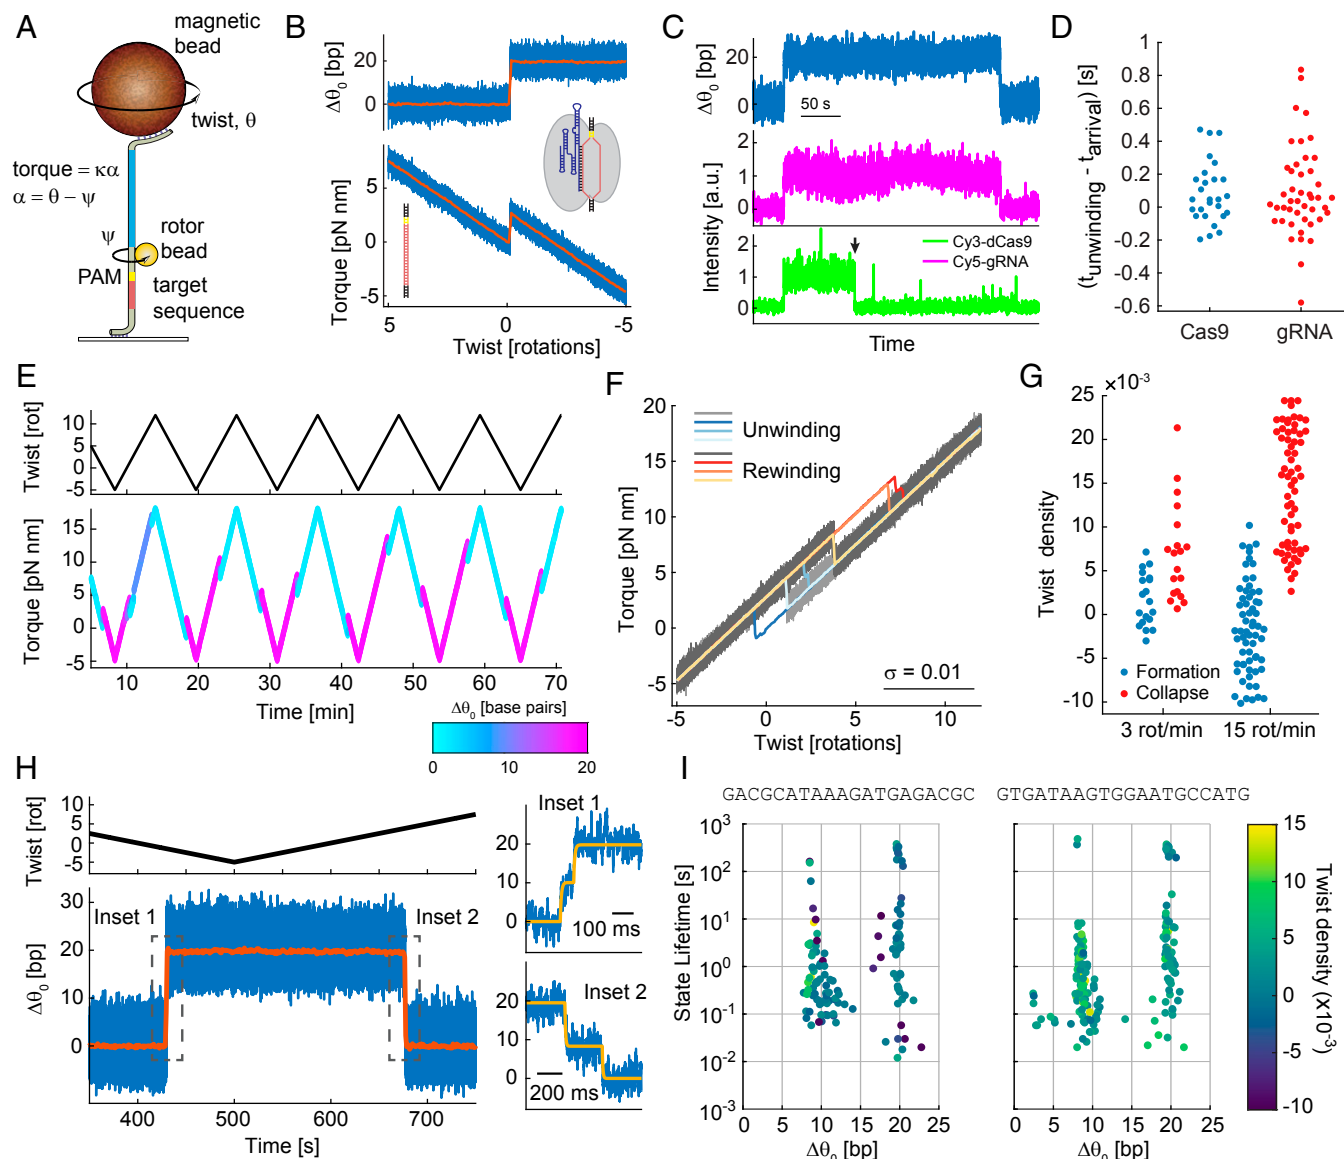 A
magnetic
bead
twist, θ
torque = κα
α = θ − ψ
ψ
rotor
bead
PAM
target
sequence
B
Δθ₀ [bp]
20
0
Torque [pN nm]
5
0
-5
5
0
-5
Twist [rotations]
C
Δθ₀ [bp]
20
0
50 s
Intensity [a.u.]
2
1
0
2
1
0
Cy3-dCas9
Cy5-gRNA
Time
D
(t unwinding - t arrival) [s]
1
0.8
0.6
0.4
0.2
0
-0.2
-0.4
-0.6
Cas9
gRNA
E
Twist [rot]
10
5
0
-5
Torque [pN nm]
15
10
5
0
-5
10
20
30
40
50
60
70
Time [min]
Δθ₀ [base pairs]
0
10
20
F
Torque [pN nm]
20
15
10
5
0
-5
Unwinding
Rewinding
σ = 0.01
-5
0
5
10
Twist [rotations]
G
×10⁻³
Twist density
25
20
15
10
5
0
-5
-10
Formation
Collapse
3 rot/min
15 rot/min
H
Twist [rot]
10
5
0
-5
Δθ₀ [bp]
30
20
10
0
Inset 1
Inset 2
400
500
600
700
Time [s]
Inset 1
20
10
0
100 ms
Inset 2
20
10
0
200 ms
I
GACGCATAAAGATGAGACGC
GTGATAAGTGGAATGCCATG
State Lifetime [s]
10³
10²
10¹
10⁰
10⁻¹
10⁻²
10⁻³
0
5
10
15
20
25
Δθ₀ [bp]
0
5
10
15
20
25
Δθ₀ [bp]
15
10
5
0
-5
-10
Twist density (x10⁻³)